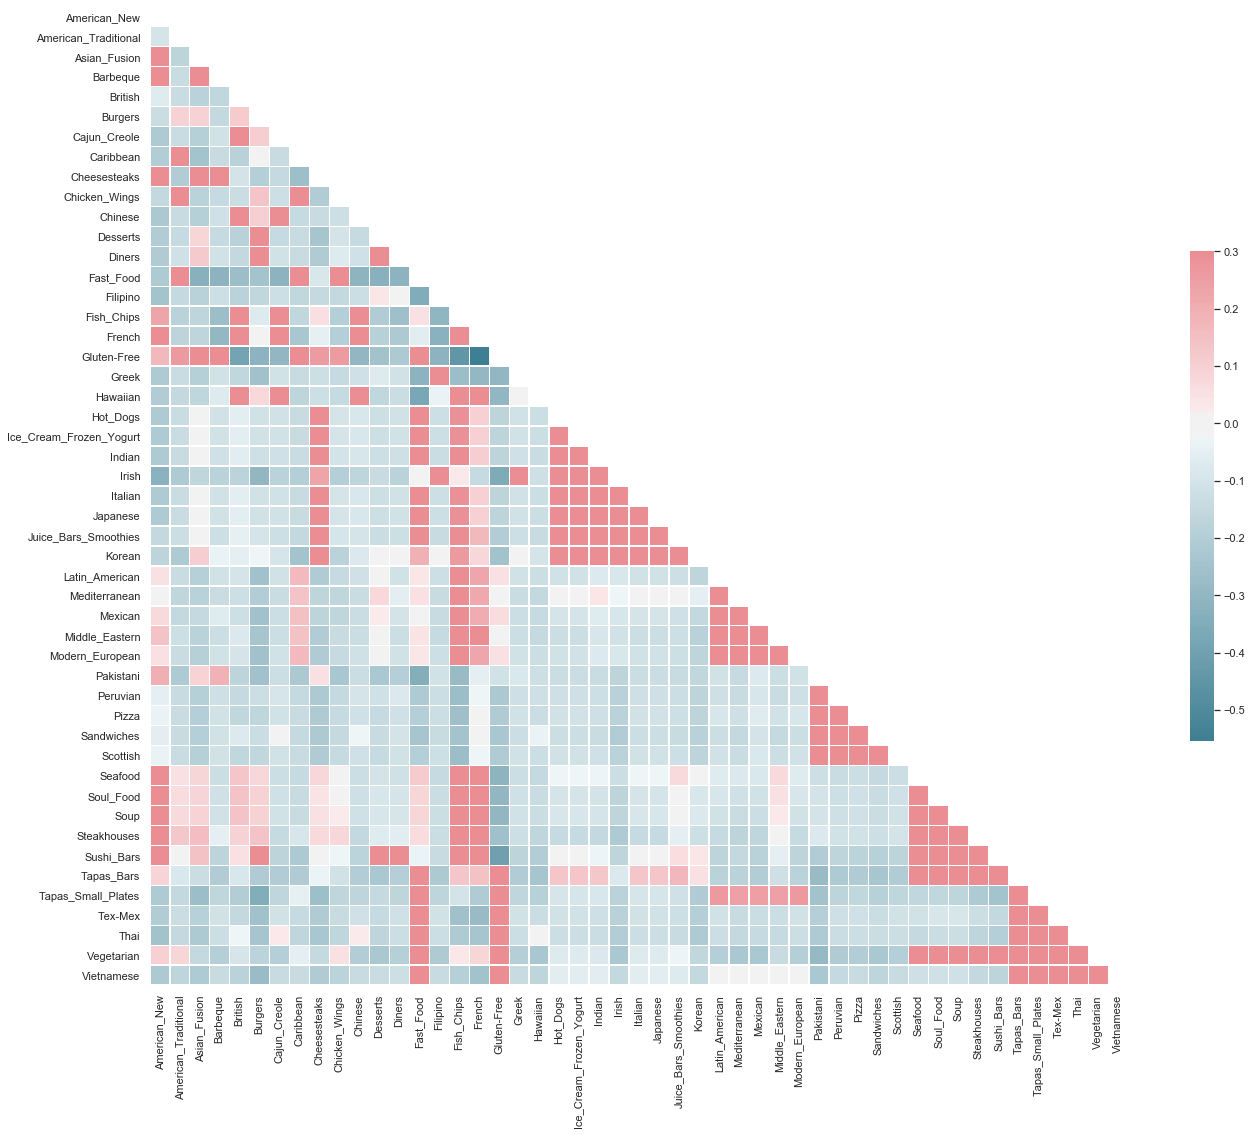 American_New
American_Traditional
Asian_Fusion
Barbeque
British
Burgers
Cajun_Creole
Caribbean
Cheesesteaks
Chicken_Wings
Chinese
Desserts
Diners
Fast_Food
Filipino
Fish_Chips
French
Gluten-Free
Greek
Hawaiian
Hot_Dogs
Ice_Cream_Frozen_Yogurt
Indian
Irish
Italian
Japanese
Juice_Bars_Smoothies
Korean
Latin_American
Mediterranean
Mexican
Middle_Eastern
Modern_European
Pakistani
Peruvian
Pizza
Sandwiches
Scottish
Seafood
Soul_Food
Soup
Steakhouses
Sushi_Bars
Tapas_Bars
Tapas_Small_Plates
Tex-Mex
Thai
Vegetarian
Vietnamese
American_New
American_Traditional
Asian_Fusion
Barbeque
British
Burgers
Cajun_Creole
Caribbean
Cheesesteaks
Chicken_Wings
Chinese
Desserts
Diners
Fast_Food
Filipino
Fish_Chips
French
Gluten-Free
Greek
Hawaiian
Hot_Dogs
Ice_Cream_Frozen_Yogurt
Indian
Irish
Italian
Japanese
Juice_Bars_Smoothies
Korean
Latin_American
Mediterranean
Mexican
Middle_Eastern
Modern_European
Pakistani
Peruvian
Pizza
Sandwiches
Scottish
Seafood
Soul_Food
Soup
Steakhouses
Sushi_Bars
Tapas_Bars
Tapas_Small_Plates
Tex-Mex
Thai
Vegetarian
Vietnamese
0.3
0.2
0.1
0.0
-0.1
-0.2
-0.3
-0.4
-0.5